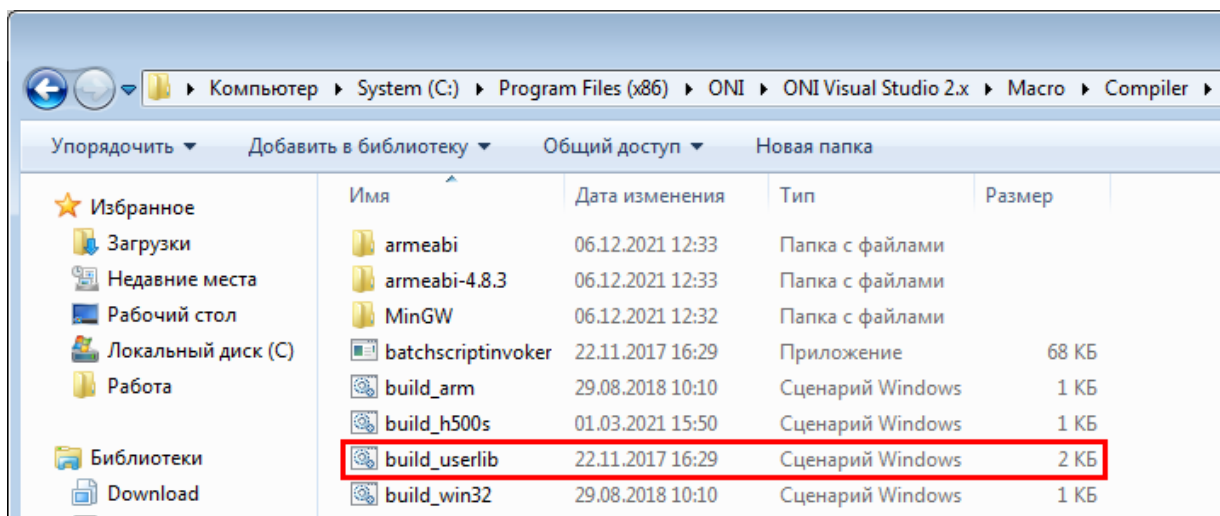 Компьютер System (C:) Program Files (x86) ONI ONI Visual Studio 2.x Macro Compiler
Упорядочить Добавить в библиотеку Общий доступ Новая папка
Избранное
Загрузки
Недавние места
Рабочий стол
Локальный диск (C)
Работа
Библиотеки
Download
Имя Дата изменения Тип Размер
armeabi 06.12.2021 12:33 Папка с файлами
armeabi-4.8.3 06.12.2021 12:33 Папка с файлами
MinGW 06.12.2021 12:32 Папка с файлами
batchscriptinvoker 22.11.2017 16:29 Приложение 68 КБ
build_arm 29.08.2018 10:10 Сценарий Windows 1 КБ
build_h500s 01.03.2021 15:50 Сценарий Windows 1 КБ
build_userlib 22.11.2017 16:29 Сценарий Windows 2 КБ
build_win32 29.08.2018 10:10 Сценарий Windows 1 КБ